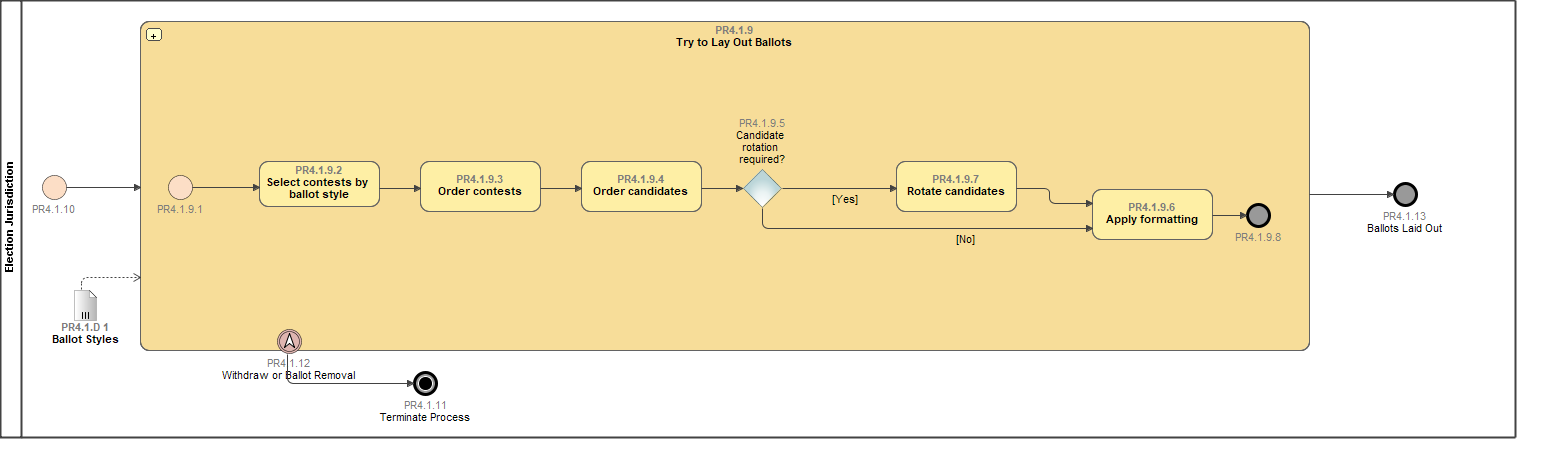 Election Jurisdiction
PR4.1.9
Try to Lay Out Ballots
PR4.1.10
PR4.1.9.1
PR4.1.9.2
Select contests by
ballot style
PR4.1.9.3
Order contests
PR4.1.9.4
Order candidates
PR4.1.9.5
Candidate
rotation
required?
[Yes]
[No]
PR4.1.9.7
Rotate candidates
PR4.1.9.6
Apply formatting
PR4.1.9.8
PR4.1.13
Ballots Laid Out
PR4.1.D 1
Ballot Styles
PR4.1.12
Withdraw or Ballot Removal
PR4.1.11
Terminate Process